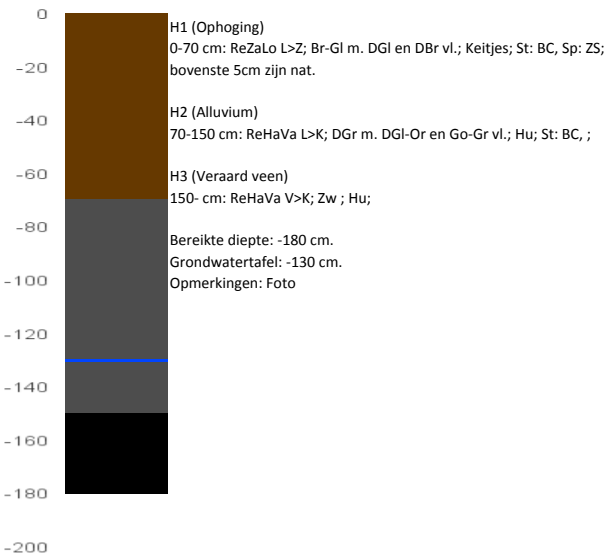 0
-20
-40
-60
-80
-100
-120
-140
-160
-180
-200
H1 (Ophoging)
0-70 cm: ReZaLo L>Z; Br-Gl m. DGl en DBr vl.; Keitjes; St: BC, Sp: ZS;
bovenste 5cm zijn nat.
H2 (Alluvium)
70-150 cm: ReHaVa L>K; DGr m. DGl-Or en Go-Gr vl.; Hu; St: BC, ;
H3 (Veraard veen)
150- cm: ReHaVa V>K; Zw ; Hu;
Bereikte diepte: -180 cm.
Grondwatertafel: -130 cm.
Opmerkingen: Foto